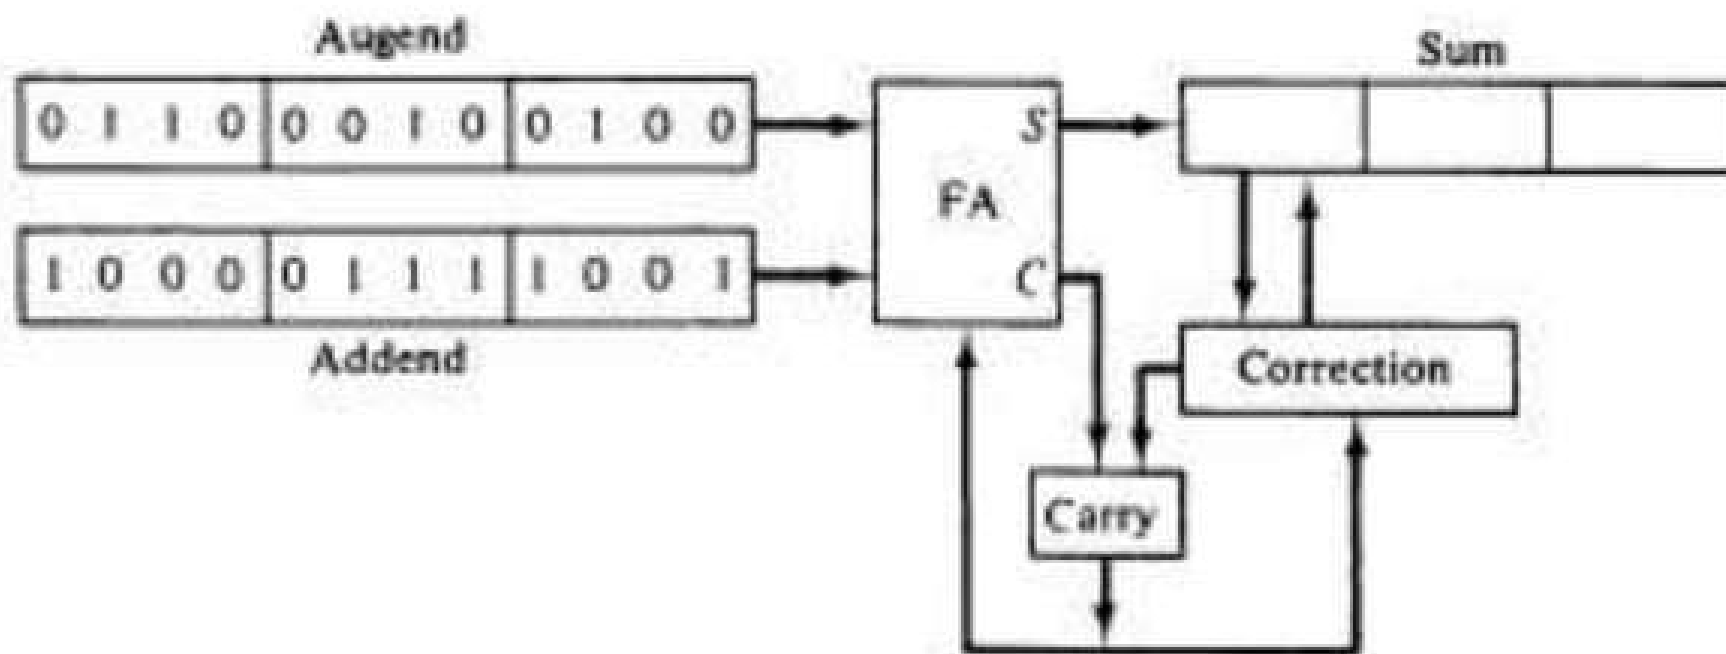 Augend
Sum
0 1 1 0 0 0 1 0 0 1 0 0
S
FA
1 0 0 0 0 1 1 1 1 0 0 1
C
Addend
Correction
Carry